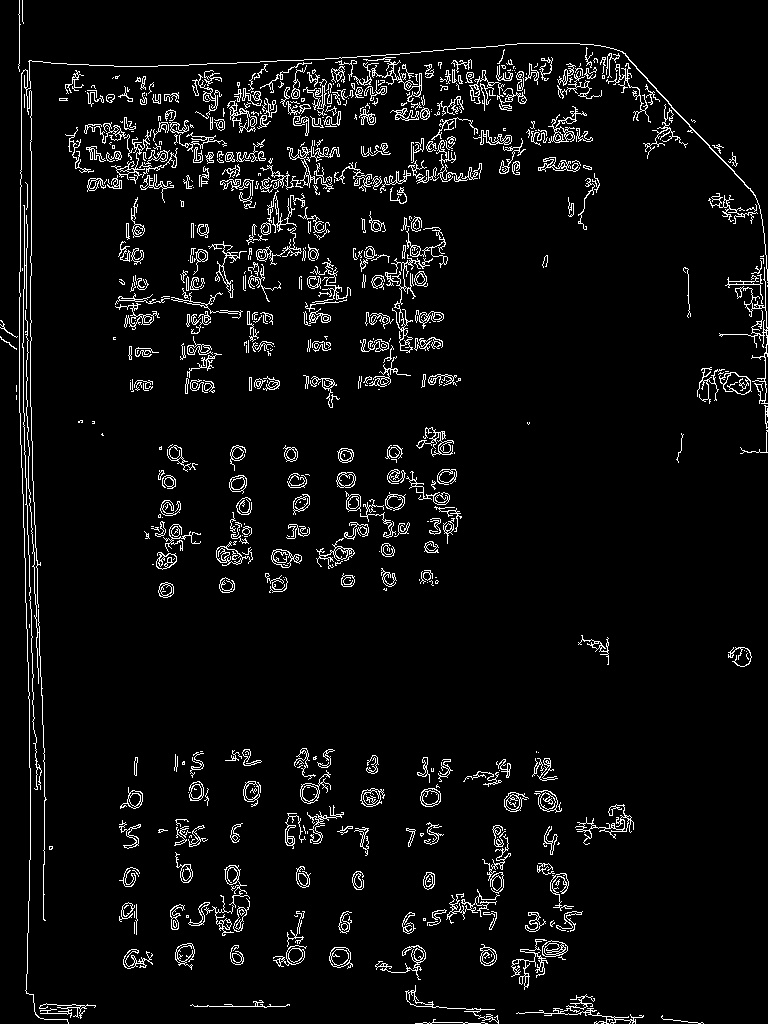 The sum of the co-efficients of the high pass
mask has to be equal to zero
This is because when we place this mask
over the LF regions the result should be zero-
10 10 10 10 10 10
10 10 10 10 10 10
10 10 10 10 10 10
100 100 100 100 100 100
100 100 100 100 100 100
100 100 100 100 100 100
0 0 0 0 0 0
0 0 0 0 0 0
0 0 0 0 0 0
30 30 30 30 30 30
0 0 0 0 0 0
0 0 0 0 0 0
1 1.5 2 2.5 3 3.5 4 12
0 0 0 0 0 0 0 0
5 5.5 6 6.5 7 7.5 8 4
0 0 0 0 0 0 0 0
9 8.5 8 7 8 6.5 7 3.5
0 0 0 0 0 0 0 0